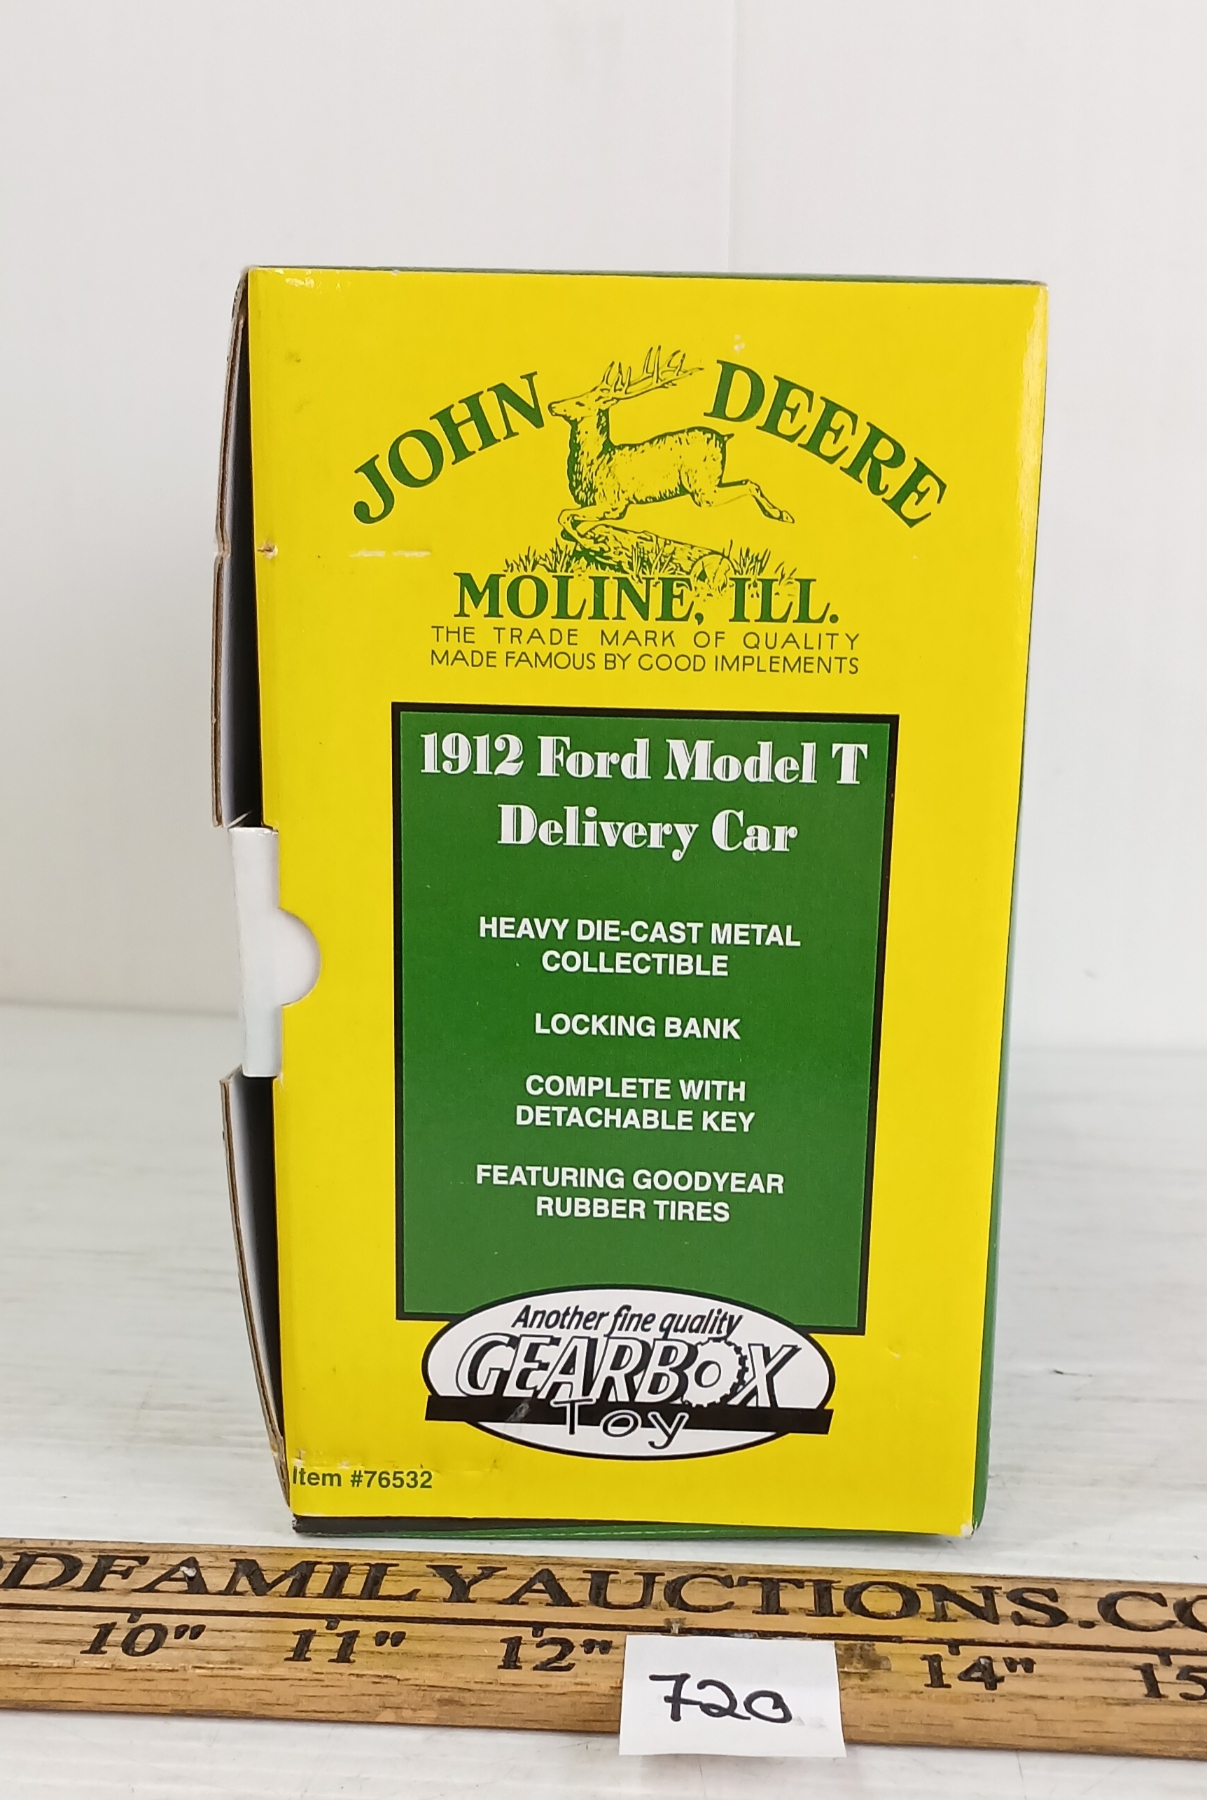 JOHN DEERE
MOLINE, ILL.
THE TRADE MARK OF QUALITY
MADE FAMOUS BY GOOD IMPLEMENTS
1912 Ford Model T
Delivery Car
HEAVY DIE-CAST METAL
COLLECTIBLE
LOCKING BANK
COMPLETE WITH
DETACHABLE KEY
FEATURING GOODYEAR
RUBBER TIRES
Another fine quality
GEARBOX
Toy
Item #76532
DFAMILYAUCTIONS.CO
10" 11" 12" 14" 15
720